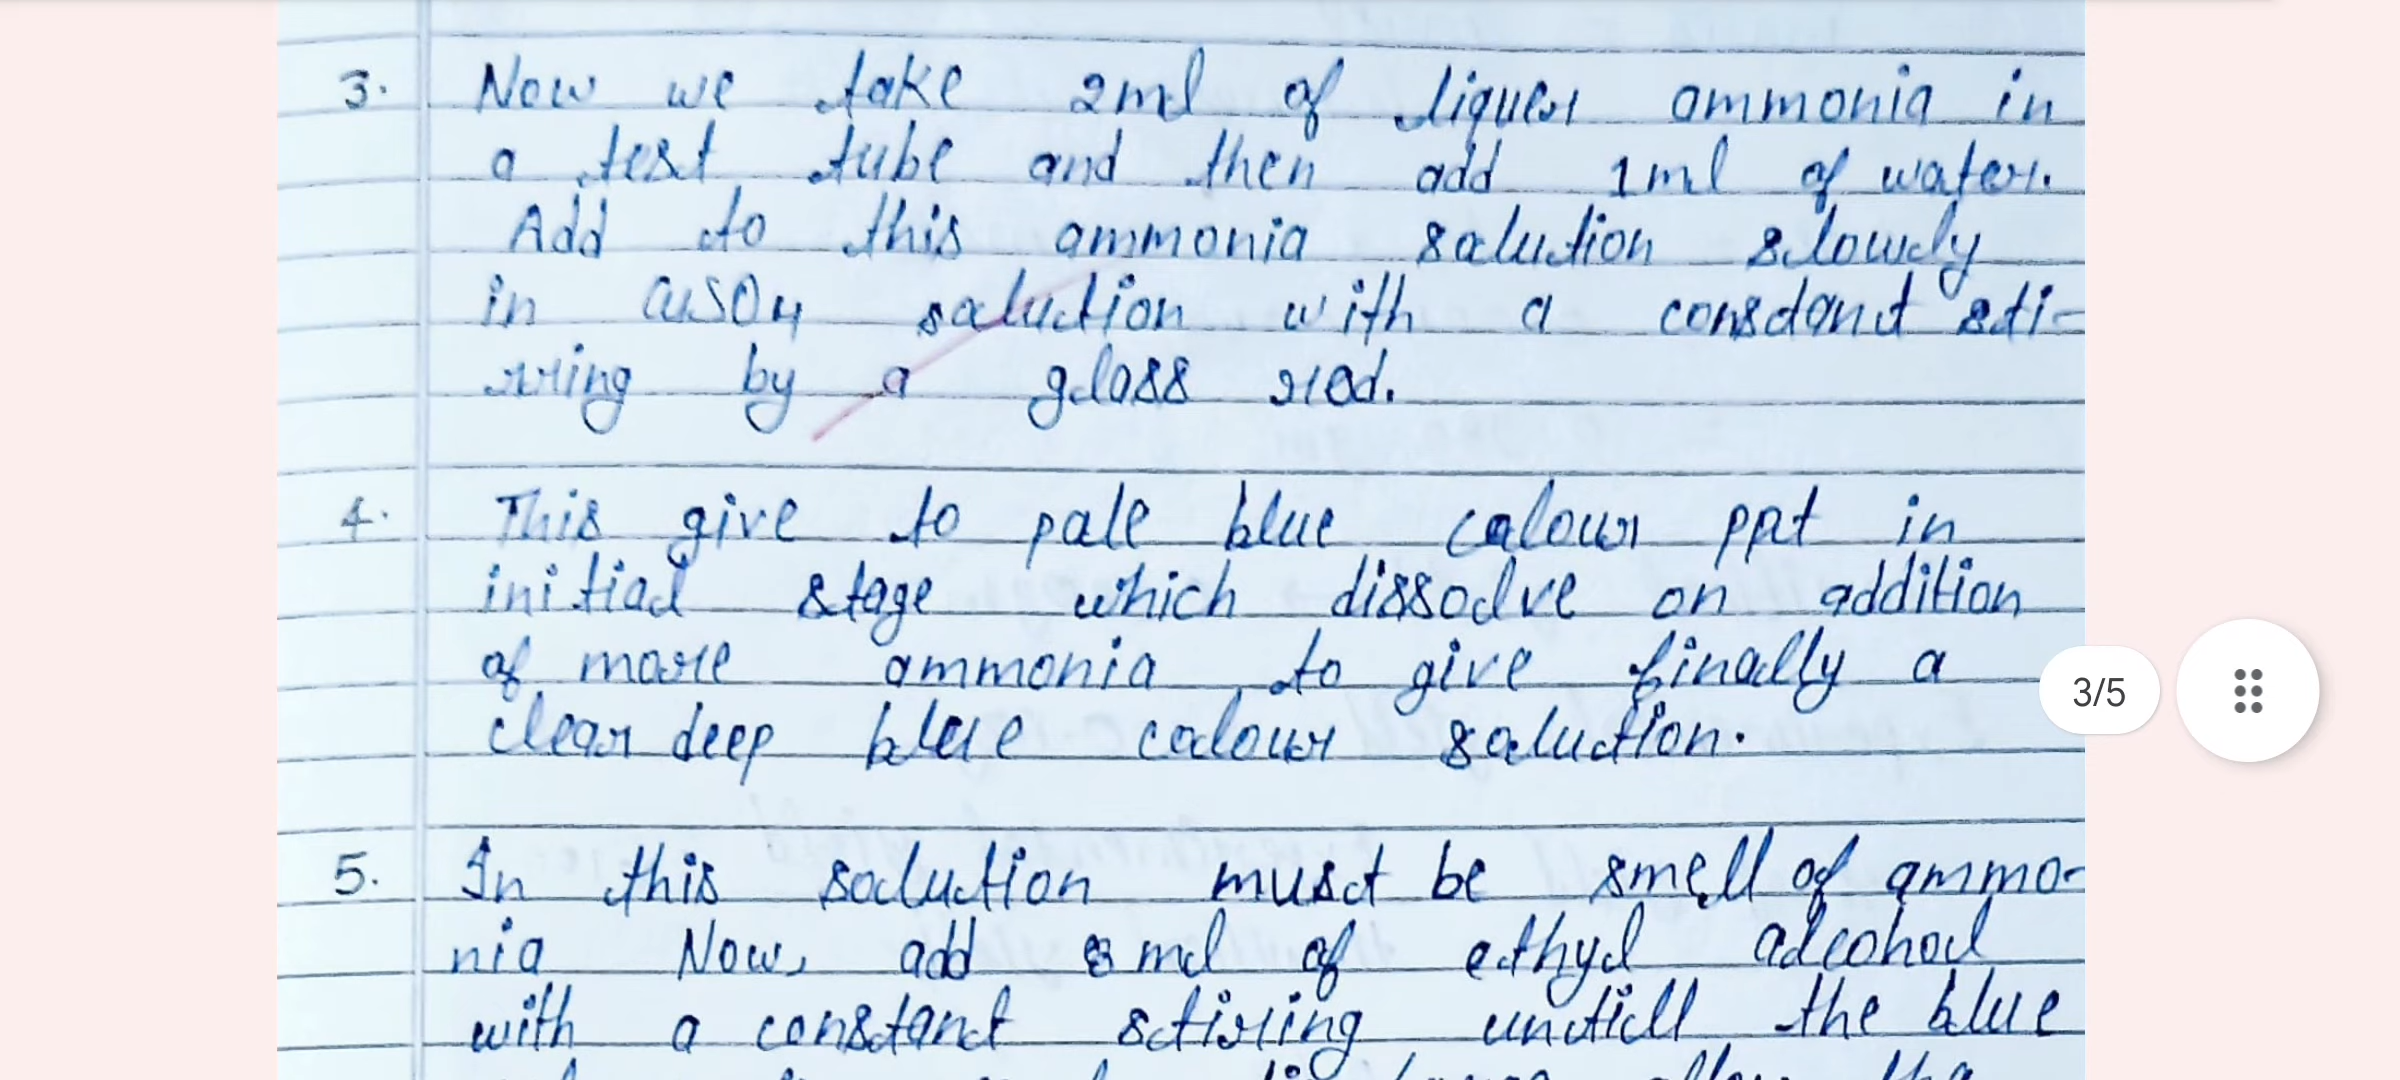 3. Now we take 2ml of liquer ammonia in
a test tube and then add 1ml of water.
Add to this ammonia solution slowly
in CuSO4 solution with a constant sti-
rring by a glass rod.
4. This give to pale blue colour ppt in
initial stage which dissolve on addition
of more ammonia, to give finally a
clear deep blue colour solution.
3/5
5. In this solution must be smell of ammo-
nia Now, add 8 ml of ethyl alcohol
with a constant stiring untill the blue